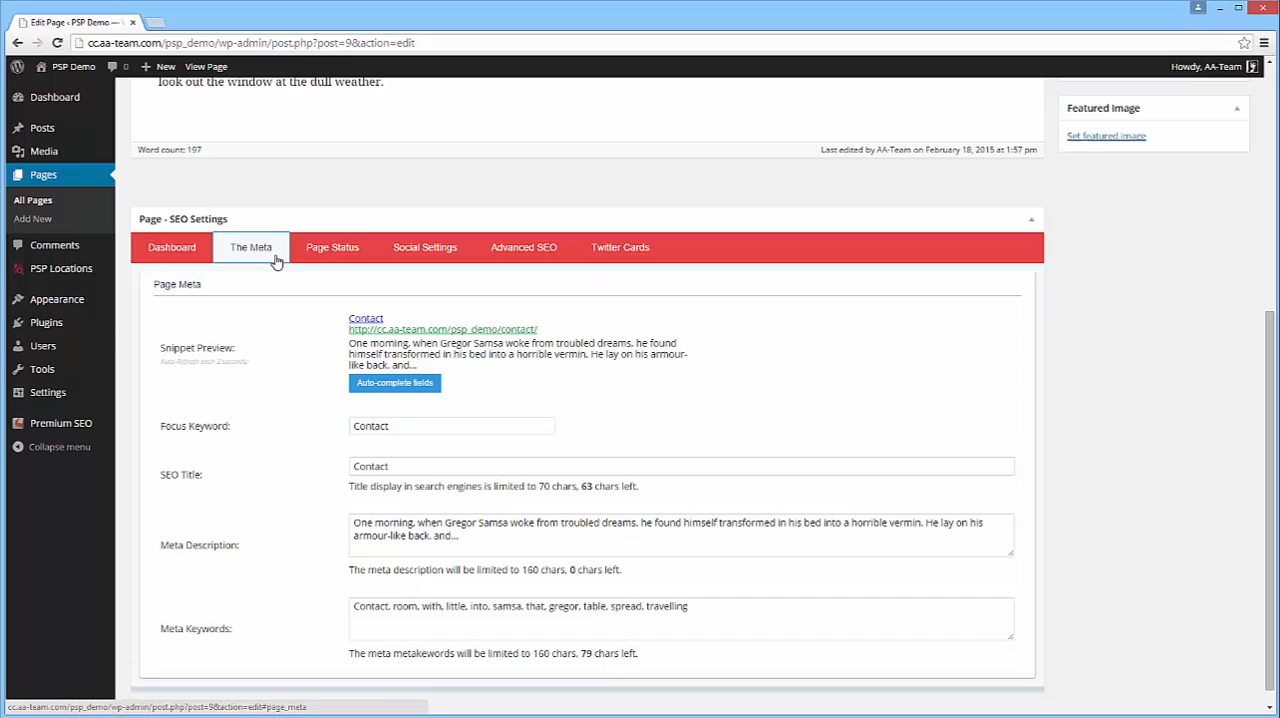 Edit Page ‹ PSP Demo —
cc.aa-team.com/psp_demo/wp-admin/post.php?post=9&action=edit
PSP Demo
0
New
View Page
Howdy, AA-Team
look out the window at the dull weather.
Dashboard
Posts
Media
Pages
All Pages
Add New
Comments
PSP Locations
Appearance
Plugins
Users
Tools
Settings
Premium SEO
Collapse menu
Word count: 197
Last edited by AA-Team on February 18, 2015 at 1:57 pm
Featured Image
Set featured image
Page - SEO Settings
Dashboard
The Meta
Page Status
Social Settings
Advanced SEO
Twitter Cards
Page Meta
Snippet Preview:
Auto-Refresh each 2 seconds
Contact
http://cc.aa-team.com/psp_demo/contact/
One morning, when Gregor Samsa woke from troubled dreams, he found
himself transformed in his bed into a horrible vermin. He lay on his armour-
like back, and...
Auto-complete fields
Focus Keyword:
Contact
SEO Title:
Contact
Title display in search engines is limited to 70 chars, 63 chars left.
Meta Description:
One morning, when Gregor Samsa woke from troubled dreams, he found himself transformed in his bed into a horrible vermin. He lay on his
armour-like back, and...
The meta description will be limited to 160 chars, 0 chars left.
Meta Keywords:
Contact, room, with, little, into, samsa, that, gregor, table, spread, travelling
The meta metakewords will be limited to 160 chars, 79 chars left.
cc.aa-team.com/psp_demo/wp-admin/post.php?post=9&action=edit#page_meta